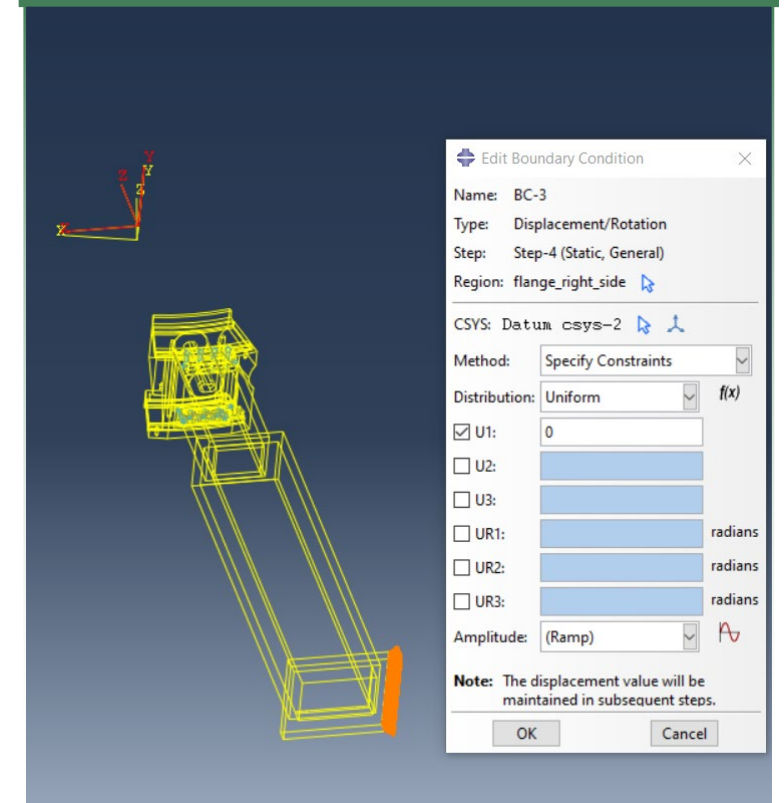 Y
Z
Y
Z
X
X
Edit Boundary Condition
Name: BC-3
Type: Displacement/Rotation
Step: Step-4 (Static, General)
Region: flange_right_side
CSYS: Datum csys-2
Method: Specify Constraints
Distribution: Uniform f(x)
U1: 0
U2:
U3:
UR1: radians
UR2: radians
UR3: radians
Amplitude: (Ramp)
Note: The displacement value will be
maintained in subsequent steps.
OK Cancel